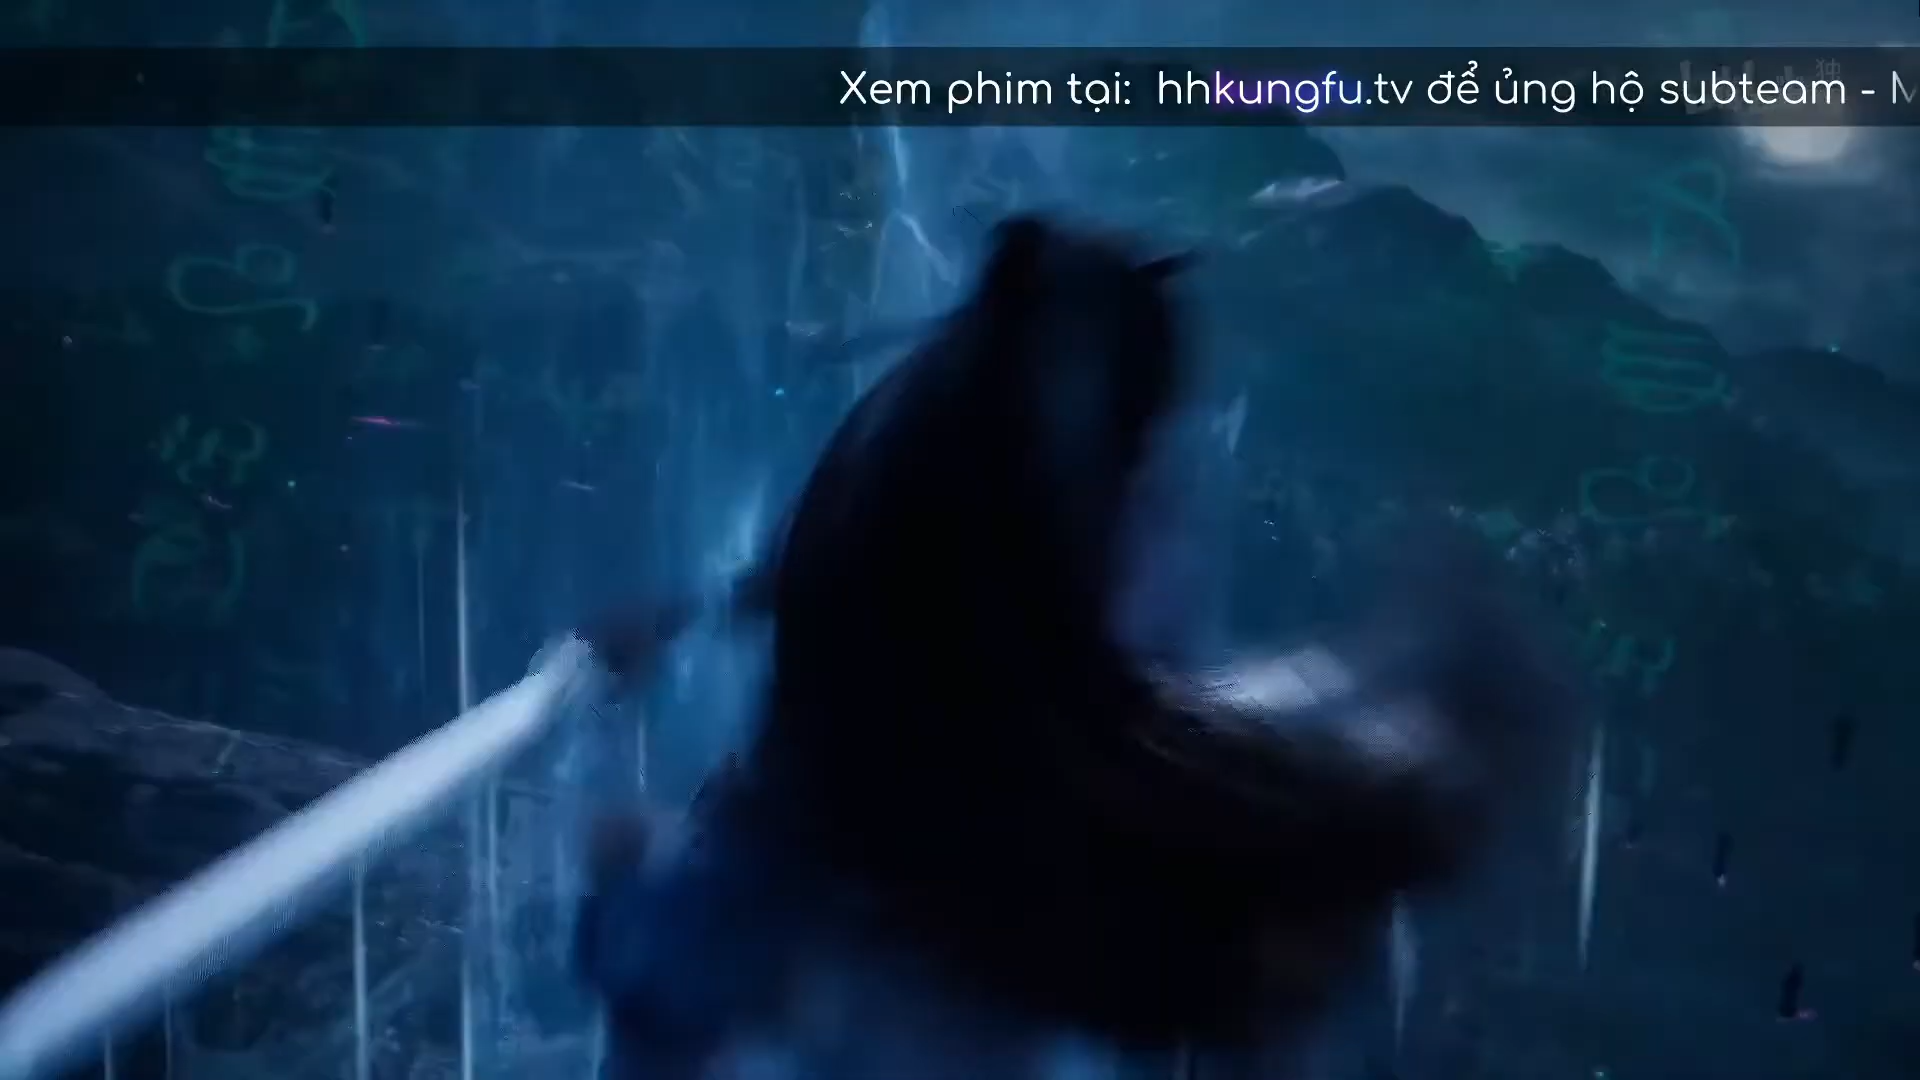 Xem phim tại: hhkungfu.tv để ủng hộ subteam -